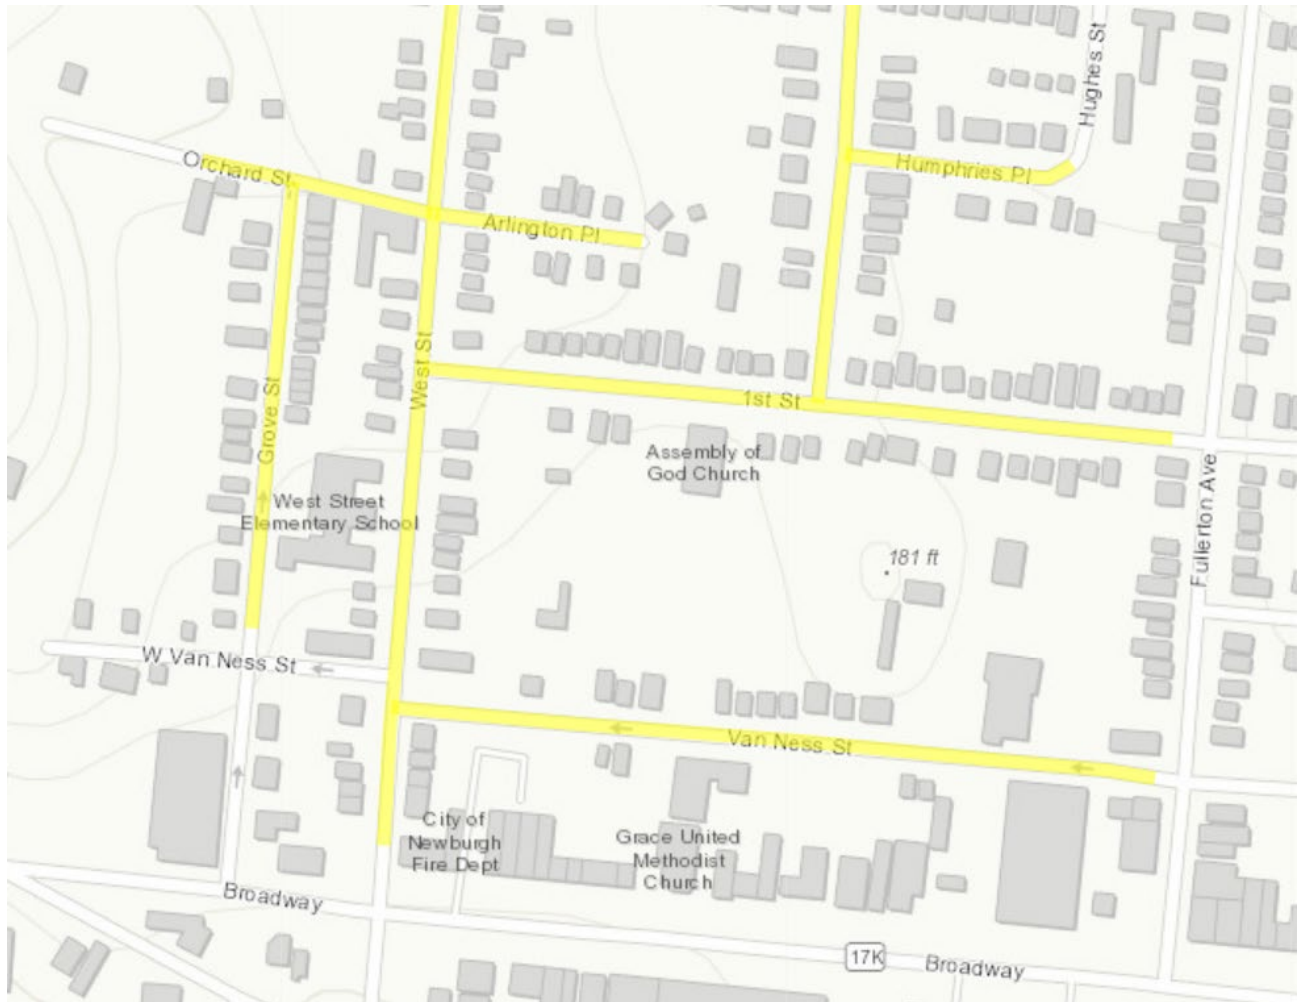 Hughes St
Orchard St
Humphries Pl
Arlington Pl
West St
1st St
Grove St
Assembly of
God Church
Fullerton Ave
West Street
Elementary School
181 ft
W Van Ness St
Van Ness St
City of
Newburgh
Fire Dept
Grace United
Methodist
Church
Broadway
17K
Broadway